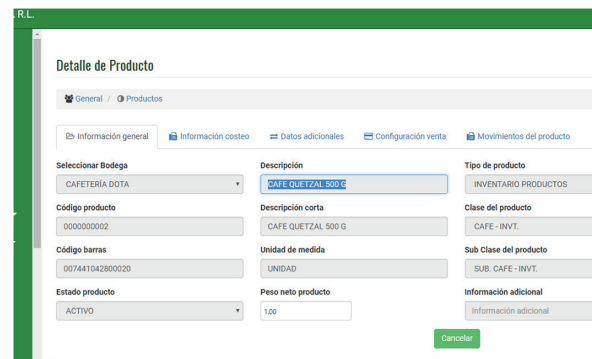 R.L.
Detalle de Producto
General / Productos
Información general Información costeo Datos adicionales Configuración venta Movimientos del producto
Seleccionar Bodega Descripción Tipo de producto
CAFETERÍA DOTA CAFE QUETZAL 500 G INVENTARIO PRODUCTOS
Código producto Descripción corta Clase del producto
0000000002 CAFE QUETZAL 500 G CAFE - INVT.
Código barras Unidad de medida Sub Clase del producto
007441042800020 UNIDAD SUB. CAFE - INVT.
Estado producto Peso neto producto Información adicional
ACTIVO 1.00 Información adicional
Cancelar